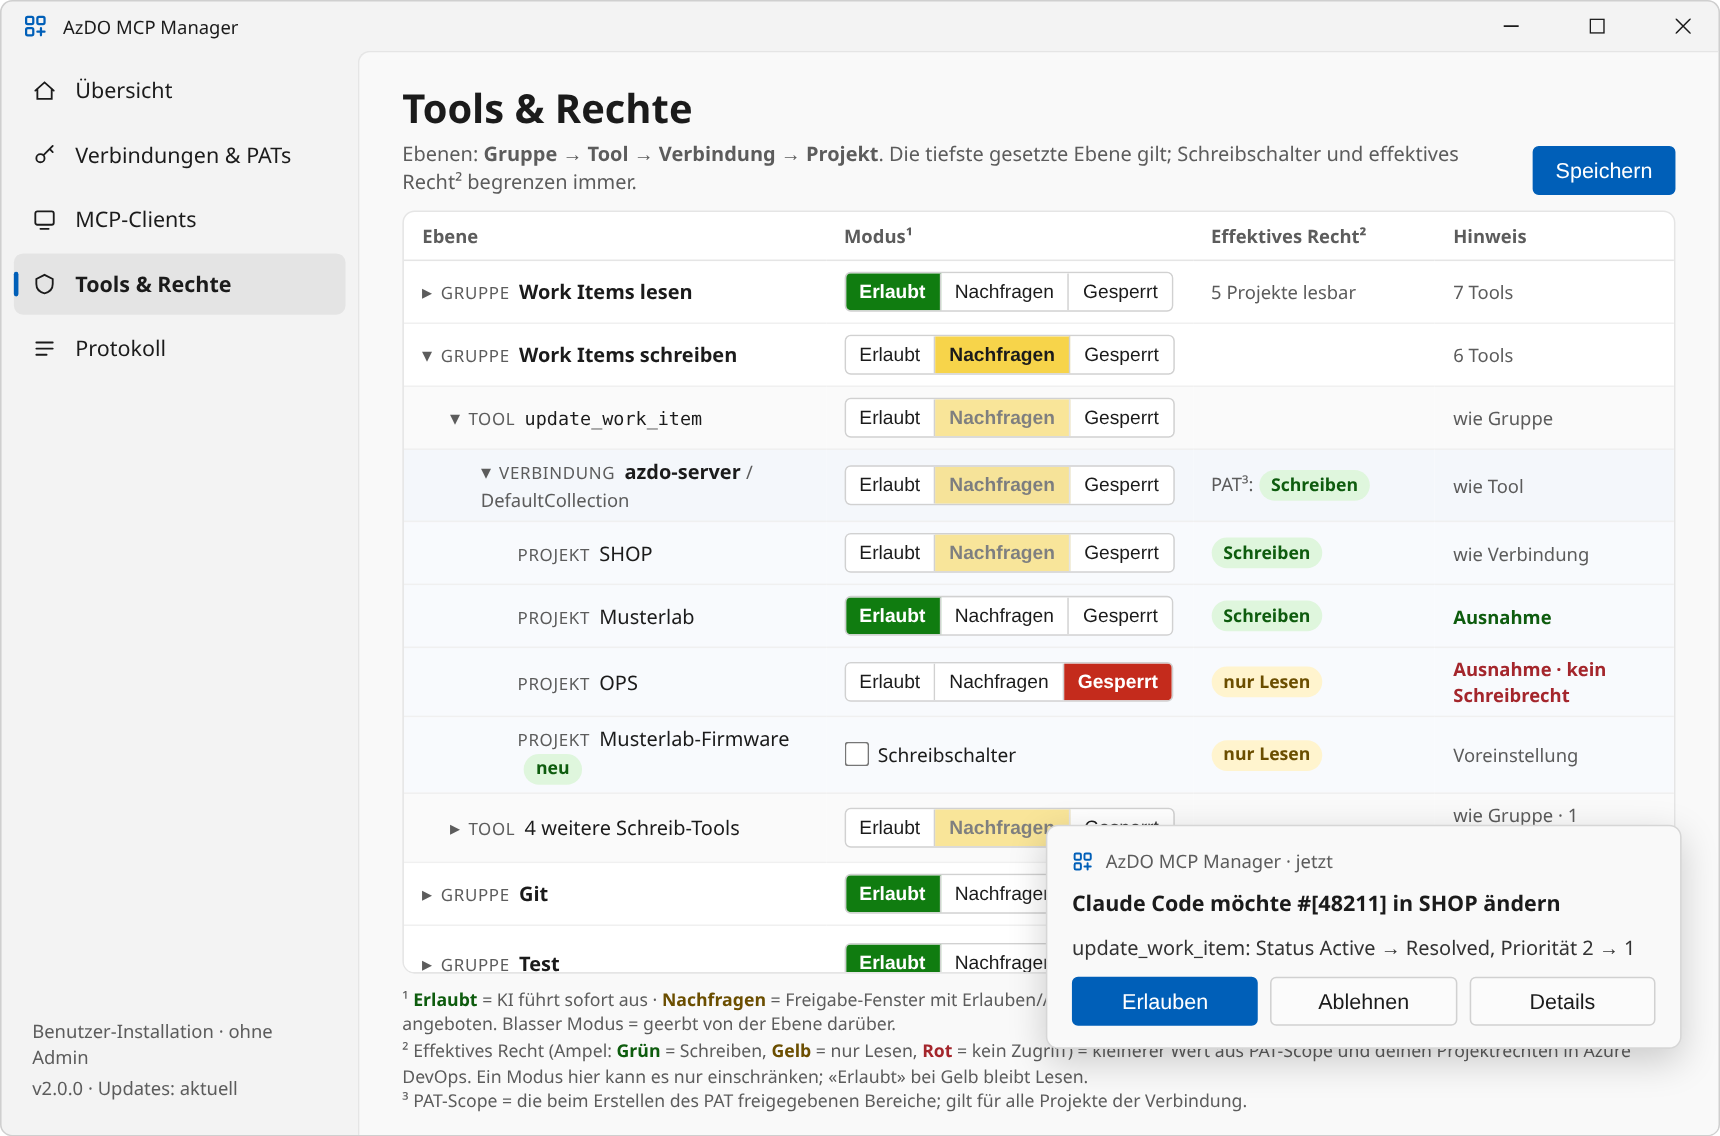 AzDO MCP Manager
Übersicht
Verbindungen & PATs
MCP-Clients
Tools & Rechte
Protokoll
Benutzer-Installation · ohne
Admin
v2.0.0 · Updates: aktuell
Tools & Rechte
Ebenen: Gruppe → Tool → Verbindung → Projekt. Die tiefste gesetzte Ebene gilt; Schreibschalter und effektives
Recht² begrenzen immer.
Speichern
Ebene Modus¹ Effektives Recht² Hinweis
▶ GRUPPE Work Items lesen Erlaubt Nachfragen Gesperrt 5 Projekte lesbar 7 Tools
▼ GRUPPE Work Items schreiben Erlaubt Nachfragen Gesperrt 6 Tools
▼ TOOL update_work_item Erlaubt Nachfragen Gesperrt wie Gruppe
▼ VERBINDUNG azdo-server /
DefaultCollection
Erlaubt Nachfragen Gesperrt PAT³: Schreiben wie Tool
PROJEKT SHOP Erlaubt Nachfragen Gesperrt Schreiben wie Verbindung
PROJEKT Musterlab Erlaubt Nachfragen Gesperrt Schreiben Ausnahme
PROJEKT OPS Erlaubt Nachfragen Gesperrt nur Lesen Ausnahme · kein
Schreibrecht
PROJEKT Musterlab-Firmware
neu
Schreibschalter nur Lesen Voreinstellung
▶ TOOL 4 weitere Schreib-Tools Erlaubt Nachfragen Gesperrt wie Gruppe · 1
▶ GRUPPE Git Erlaubt Nachfragen
▶ GRUPPE Test Erlaubt Nachfragen
AzDO MCP Manager · jetzt
Claude Code möchte #[48211] in SHOP ändern
update_work_item: Status Active → Resolved, Priorität 2 → 1
Erlauben Ablehnen Details
¹ Erlaubt = KI führt sofort aus · Nachfragen = Freigabe-Fenster mit Erlauben/
angeboten. Blasser Modus = geerbt von der Ebene darüber.
² Effektives Recht (Ampel: Grün = Schreiben, Gelb = nur Lesen, Rot = kein Zugriff) = kleinerer Wert aus PAT-Scope und deinen Projektrechten in Azure
DevOps. Ein Modus hier kann es nur einschränken; «Erlaubt» bei Gelb bleibt Lesen.
³ PAT-Scope = die beim Erstellen des PAT freigegebenen Bereiche; gilt für alle Projekte der Verbindung.